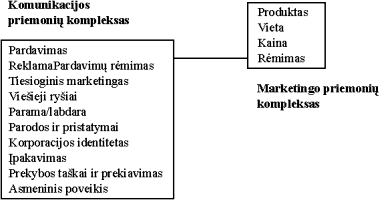 Komunikacijos
priemonių kompleksas
Pardavimas
ReklamaPardavimų rėmimas
Tiesioginis marketingas
Viešieji ryšiai
Parama/labdara
Parodos ir pristatymai
Korporacijos identitetas
Įpakavimas
Prekybos taškai ir prekiavimas
Asmeninis poveikis
Produktas
Vieta
Kaina
Rėmimas
Marketingo priemonių
kompleksas